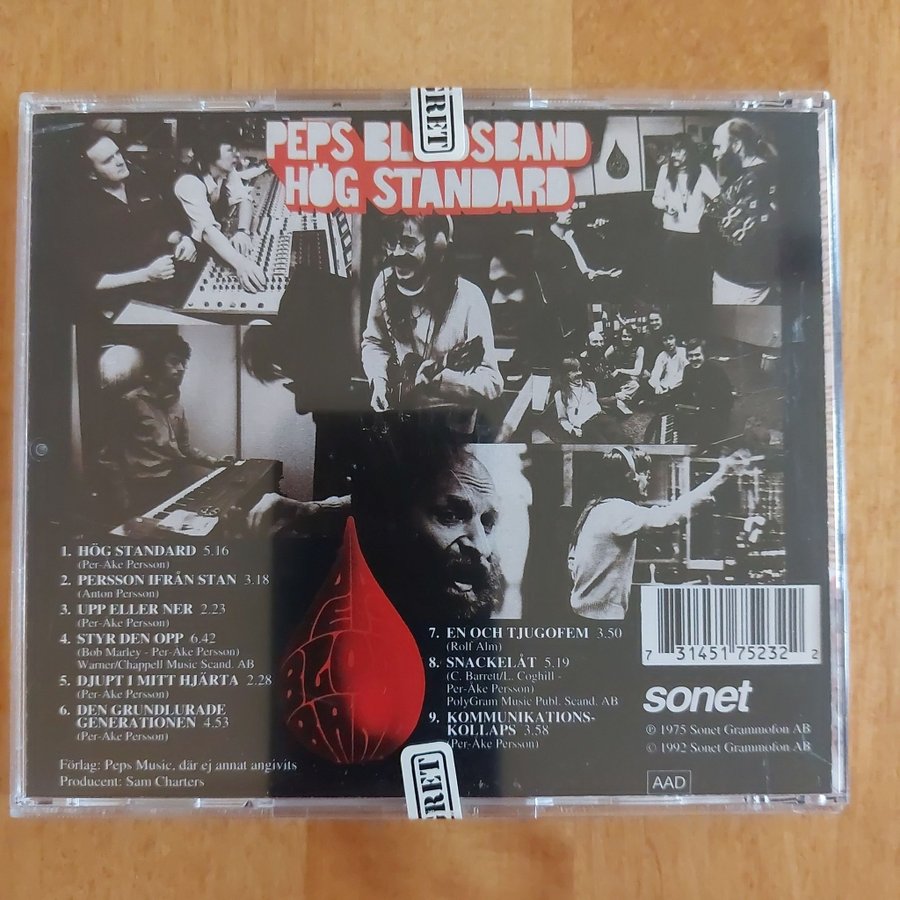 CRET
PEPS BL SBAND
HÖG STANDARD
1. HÖG STANDARD 5.16
(Per-Åke Persson)
2. PERSSON IFRÅN STAN 3.18
(Anton Persson)
3. UPP ELLER NER 2.23
(Per-Åke Persson)
4. STYR DEN OPP 6.42
(Bob Marley - Per-Åke Persson)
Warner/Chappell Music Scand. AB
5. DJUPT I MITT HJÄRTA 2.28
(Per-Åke Persson)
6. DEN GRUNDLURADE
GENERATIONEN 4.53
(Per-Åke Persson)
Förlag: Peps Music, där ej annat angivits
Producent: Sam Charters
BLOD
7. EN OCH TJUGOFEM 3.50
(Rolf Alm)
8. SNACKELÅT 5.19
(C. Barrett/L. Coghill -
Per-Åke Persson)
PolyGram Music Publ. Scand. AB
9. KOMMUNIKATIONS-
KOLLAPS 3.58
(Per-Åke Persson)
7 31451 75232 2
sonet
℗ 1975 Sonet Grammofon AB
© 1992 Sonet Grammofon AB
AAD
RET